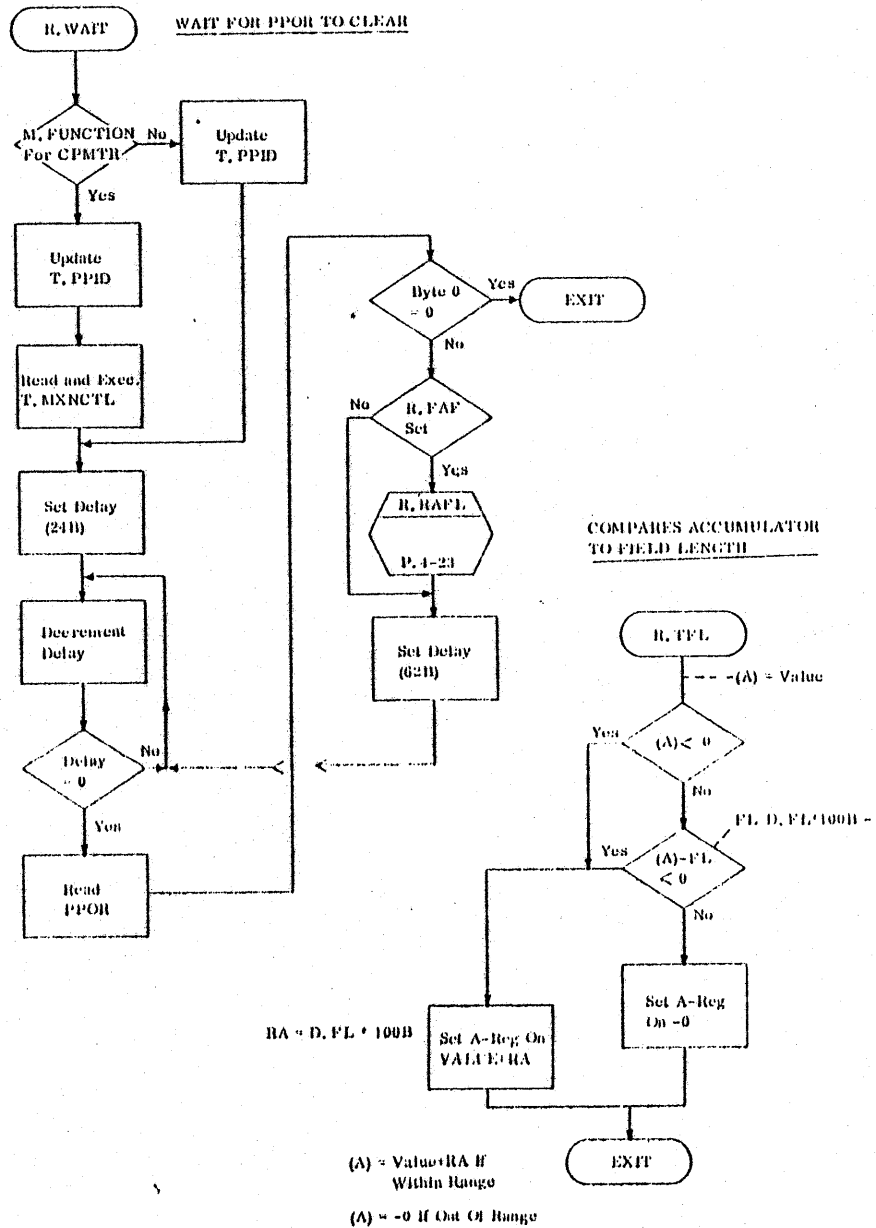 R.WAIT
WAIT FOR PPOR TO CLEAR
M.FUNCTION
For CPMTR
No
Yes
Update
T.PPID
Update
T.PPID
Read and Exec.
T.MXNCTL
Set Delay
(24B)
Decrement
Delay
Delay
= 0
No
Yes
Read
PPOR
Byte 0
= 0
Yes
No
EXIT
R.FAF
Set
No
Yes
R.RAFL
P.4-23
Set Delay
(62B)
COMPARES ACCUMULATOR
TO FIELD LENGTH
R.TFL
(A) = Value
(A) < 0
Yes
No
FL D.FL*100B -
(A)-FL
< 0
Yes
No
RA = D.FL * 100B
Set A-Reg On
VALUE+RA
Set A-Reg
On -0
EXIT
(A) = Value+RA If
Within Range
(A) = -0 If Out Of Range